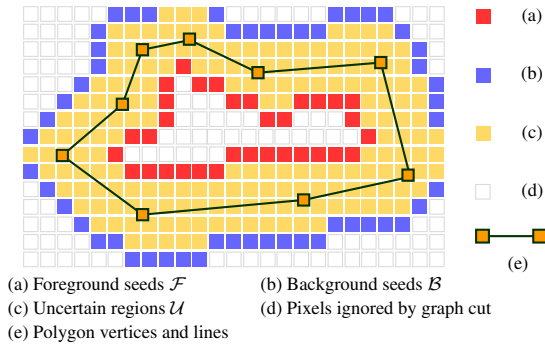 (a)
(b)
(c)
(d)
(e)
(a) Foreground seeds ℱ (b) Background seeds ℬ
(c) Uncertain regions 𝒰 (d) Pixels ignored by graph cut
(e) Polygon vertices and lines